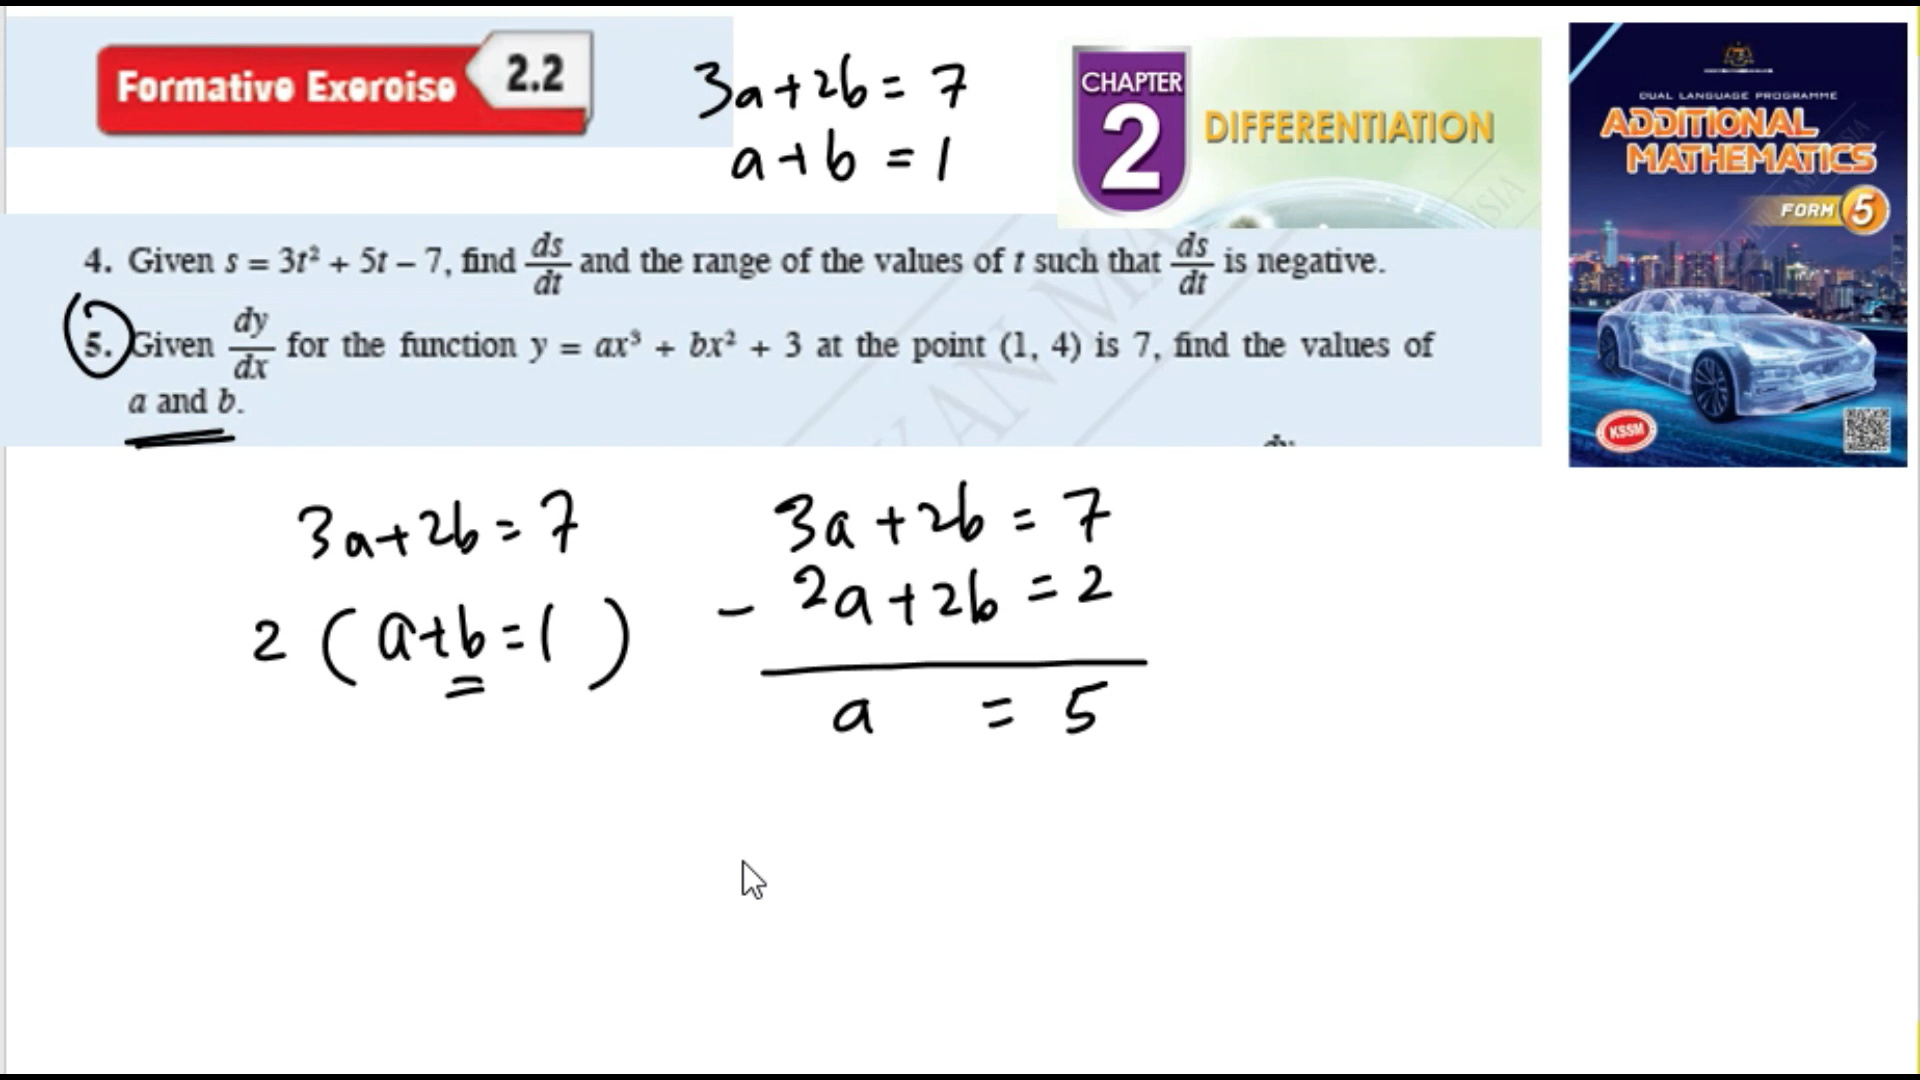 Formative Exercise 2.2
3a+2b=7
a+b=1
CHAPTER 2
DIFFERENTIATION
DUAL LANGUAGE PROGRAMME
ADDITIONAL
MATHEMATICS
FORM 5
KSSM
4. Given s = 3t² + 5t – 7, find ds/dt and the range of the values of t such that ds/dt is negative.
5. Given dy/dx for the function y = ax³ + bx² + 3 at the point (1, 4) is 7, find the values of
a and b.
3a+2b=7
2(a+b=1)
3a+2b=7
- 2a+2b=2
a = 5